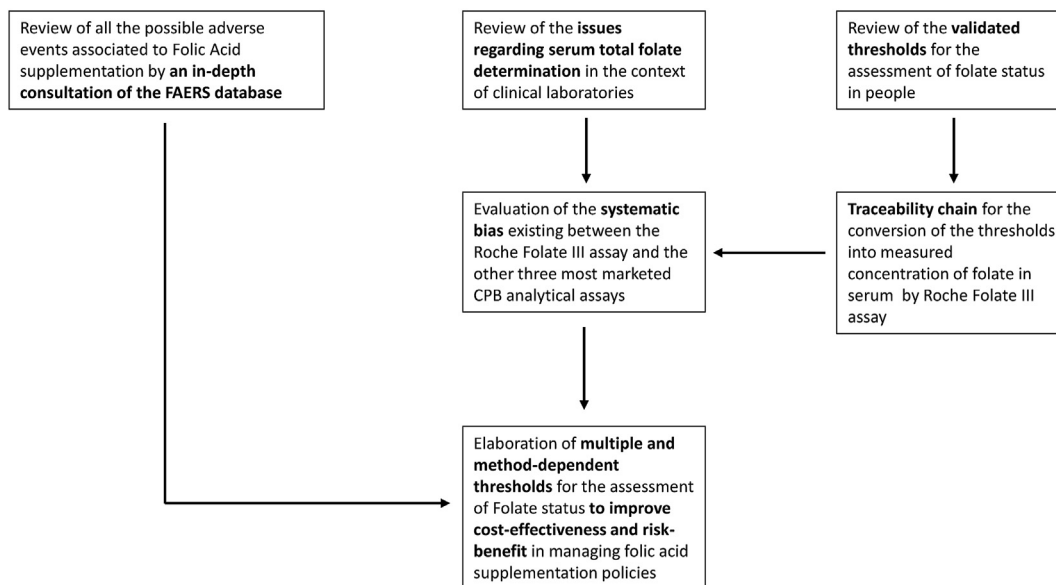 Review of all the possible adverse
events associated to Folic Acid
supplementation by an in-depth
consultation of the FAERS database
Review of the issues
regarding serum total folate
determination in the context
of clinical laboratories
Review of the validated
thresholds for the
assessment of folate status
in people
Evaluation of the systematic
bias existing between the
Roche Folate III assay and the
other three most marketed
CPB analytical assays
Traceability chain for the
conversion of the thresholds
into measured
concentration of folate in
serum by Roche Folate III
assay
Elaboration of multiple and
method-dependent
thresholds for the assessment
of Folate status to improve
cost-effectiveness and risk-
benefit in managing folic acid
supplementation policies